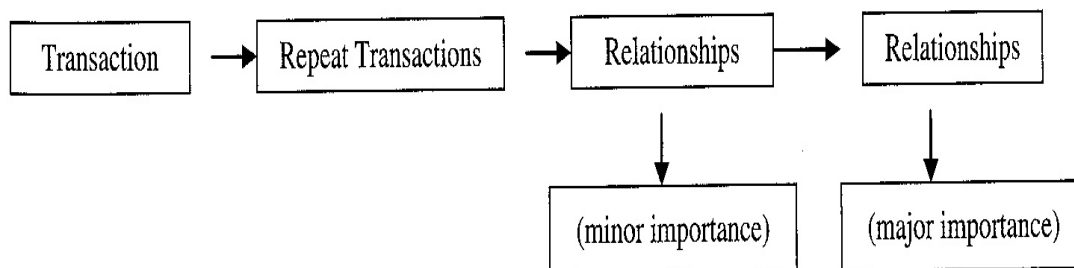 Transaction
Repeat Transactions
Relationships
Relationships
(minor importance)
(major importance)